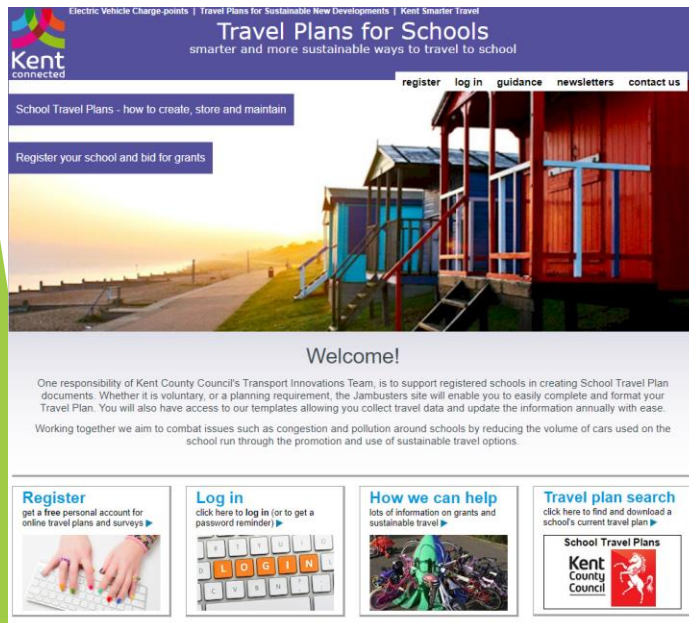 Electric Vehicle Charge-points | Travel Plans for Sustainable New Developments | Kent Smarter Travel
Kent
connected
Travel Plans for Schools
smarter and more sustainable ways to travel to school
register log in guidance newsletters contact us
School Travel Plans - how to create, store and maintain
Register your school and bid for grants
Welcome!
One responsibility of Kent County Council's Transport Innovations Team, is to support registered schools in creating School Travel Plan
documents. Whether it is voluntary, or a planning requirement, the Jambusters site will enable you to easily complete and format your
Travel Plan. You will also have access to our templates allowing you collect travel data and update the information annually with ease.
Working together we aim to combat issues such as congestion and pollution around schools by reducing the volume of cars used on the
school run through the promotion and use of sustainable travel options.
Register
get a free personal account for
online travel plans and surveys
Log in
click here to log in (or to get a
password reminder)
R T Y U I O
L O G I N
C V B N
How we can help
lots of information on grants and
sustainable travel
Travel plan search
click here to find and download a
school's current travel plan
School Travel Plans
Kent
County
Council